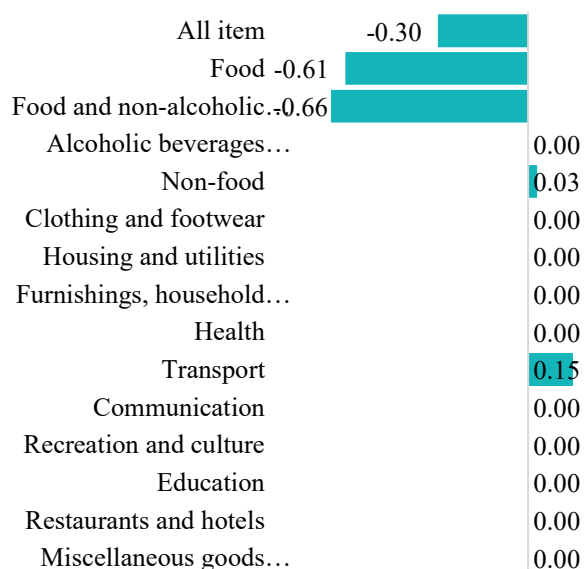 All item -0.30
Food -0.61
Food and non-alcoholic… -0.66
Alcoholic beverages… 0.00
Non-food 0.03
Clothing and footwear 0.00
Housing and utilities 0.00
Furnishings, household… 0.00
Health 0.00
Transport 0.15
Communication 0.00
Recreation and culture 0.00
Education 0.00
Restaurants and hotels 0.00
Miscellaneous goods… 0.00